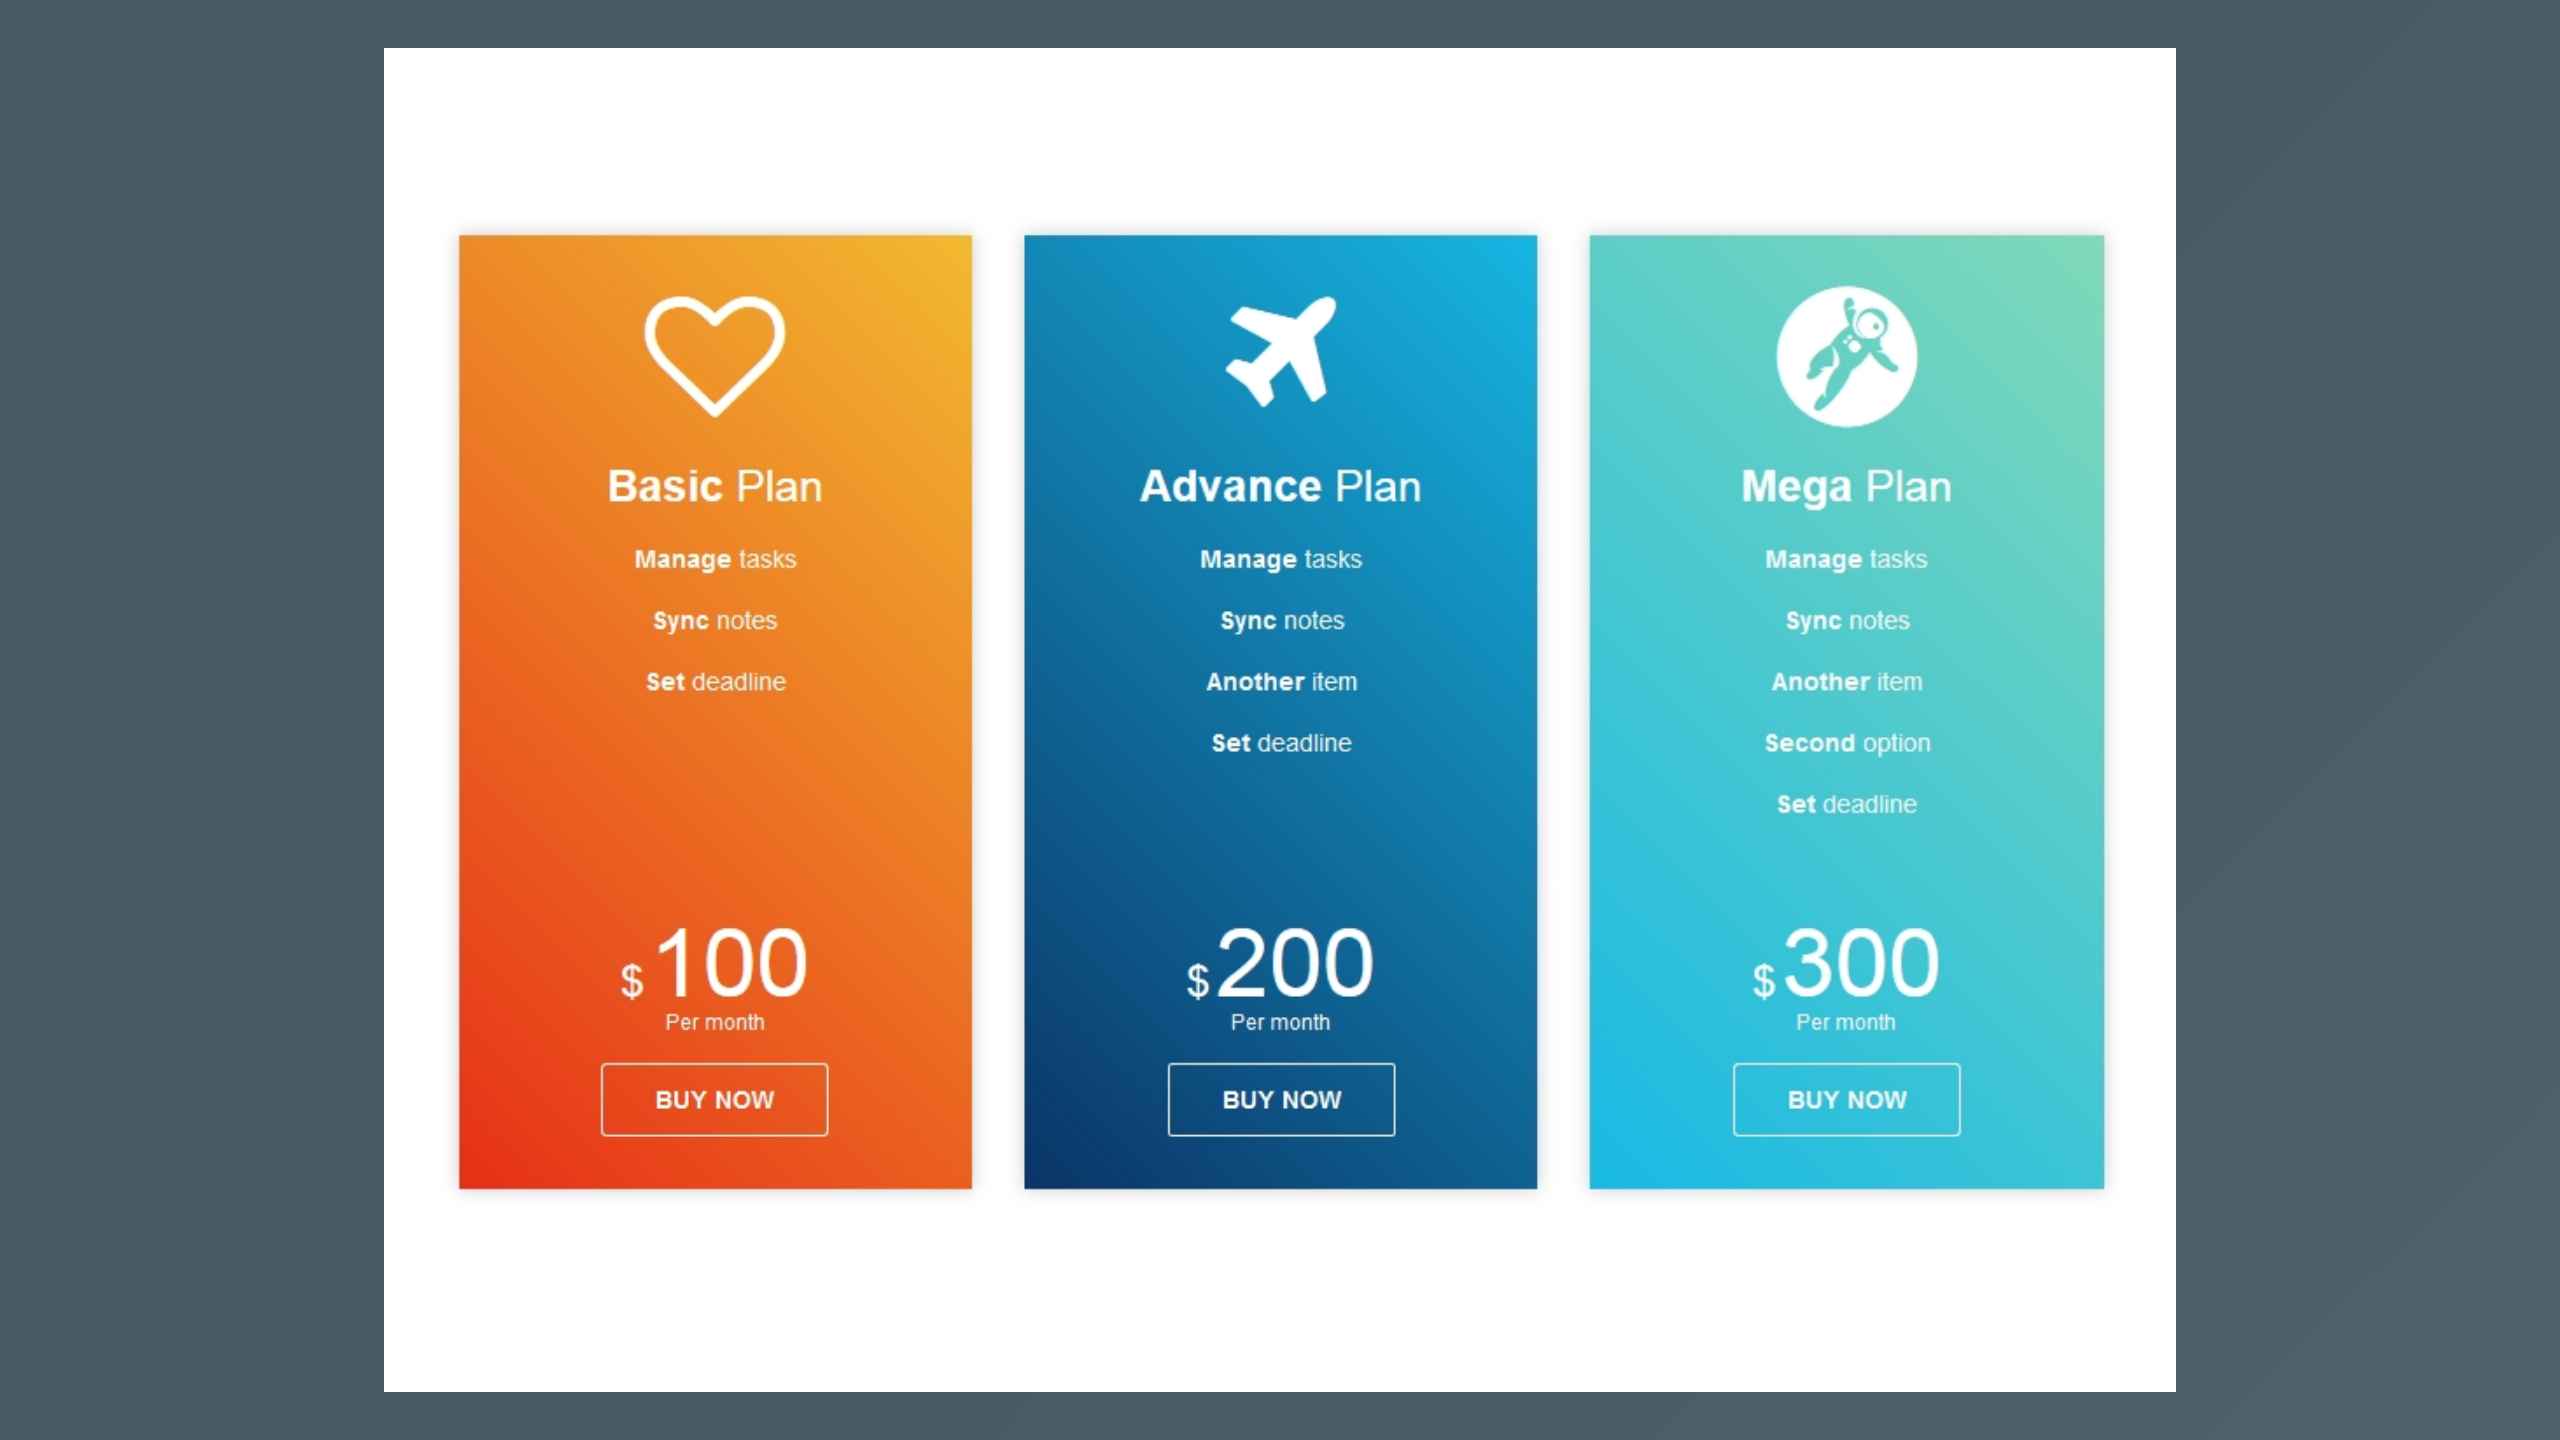 Basic Plan
Manage tasks
Sync notes
Set deadline
$100
Per month
BUY NOW
Advance Plan
Manage tasks
Sync notes
Another item
Set deadline
$200
Per month
BUY NOW
Mega Plan
Manage tasks
Sync notes
Another item
Second option
Set deadline
$300
Per month
BUY NOW